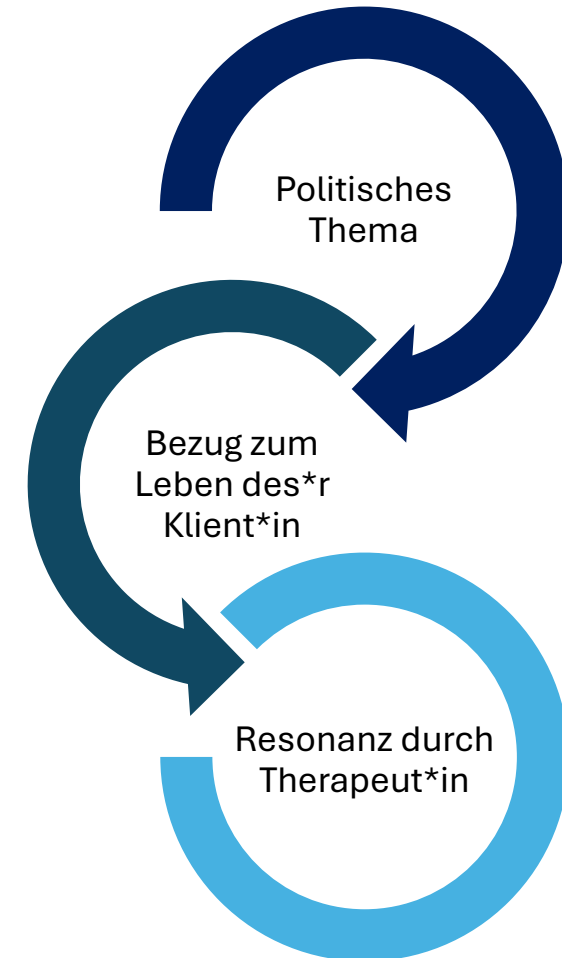 Politisches
Thema
Bezug zum
Leben des*r
Klient*in
Resonanz durch
Therapeut*in